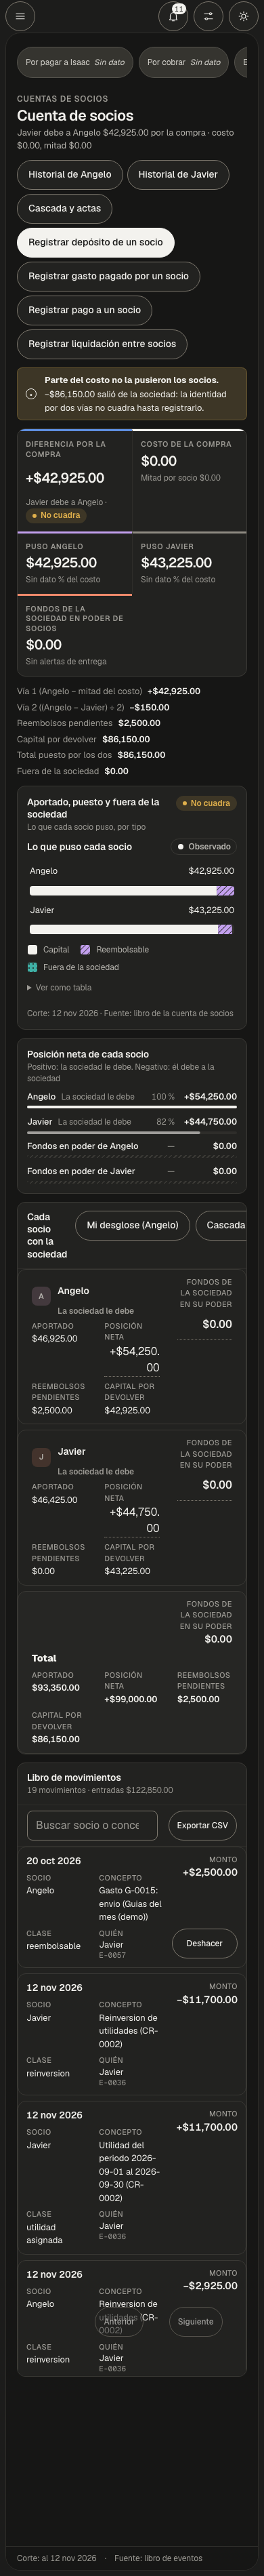 11
Por pagar a Isaac Sin dato
Por cobrar Sin dato
CUENTAS DE SOCIOS
Cuenta de socios
Javier debe a Angelo $42,925.00 por la compra · costo
$0.00, mitad $0.00
Historial de Angelo
Historial de Javier
Cascada y actas
Registrar depósito de un socio
Registrar gasto pagado por un socio
Registrar pago a un socio
Registrar liquidación entre socios
Parte del costo no la pusieron los socios.
−$86,150.00 salió de la sociedad: la identidad
por dos vías no cuadra hasta registrarlo.
DIFERENCIA POR LA
COMPRA
+$42,925.00
Javier debe a Angelo ·
No cuadra
COSTO DE LA COMPRA
$0.00
Mitad por socio $0.00
PUSO ANGELO
$42,925.00
Sin dato % del costo
PUSO JAVIER
$43,225.00
Sin dato % del costo
FONDOS DE LA
SOCIEDAD EN PODER DE
SOCIOS
$0.00
Sin alertas de entrega
Vía 1 (Angelo − mitad del costo) +$42,925.00
Vía 2 ((Angelo − Javier) ÷ 2) −$150.00
Reembolsos pendientes $2,500.00
Capital por devolver $86,150.00
Total puesto por los dos $86,150.00
Fuera de la sociedad $0.00
Aportado, puesto y fuera de la
sociedad
No cuadra
Lo que cada socio puso, por tipo
Lo que puso cada socio
Observado
Angelo $42,925.00
Javier $43,225.00
Capital Reembolsable
Fuera de la sociedad
Ver como tabla
Corte: 12 nov 2026 · Fuente: libro de la cuenta de socios
Posición neta de cada socio
Positivo: la sociedad le debe. Negativo: él debe a la
sociedad
Angelo La sociedad le debe 100 % +$54,250.00
Javier La sociedad le debe 82 % +$44,750.00
Fondos en poder de Angelo — $0.00
Fondos en poder de Javier — $0.00
Cada
socio
con la
sociedad
Mi desglose (Angelo)
Cascada
A
Angelo
La sociedad le debe
FONDOS DE
LA SOCIEDAD
EN SU PODER
$0.00
APORTADO
$46,925.00
POSICIÓN
NETA
+$54,250.
00
REEMBOLSOS
PENDIENTES
$2,500.00
CAPITAL POR
DEVOLVER
$42,925.00
J
Javier
La sociedad le debe
FONDOS DE
LA SOCIEDAD
EN SU PODER
$0.00
APORTADO
$46,425.00
POSICIÓN
NETA
+$44,750.
00
REEMBOLSOS
PENDIENTES
$0.00
CAPITAL POR
DEVOLVER
$43,225.00
FONDOS DE
LA SOCIEDAD
EN SU PODER
$0.00
Total
APORTADO
$93,350.00
POSICIÓN
NETA
+$99,000.00
REEMBOLSOS
PENDIENTES
$2,500.00
CAPITAL POR
DEVOLVER
$86,150.00
Libro de movimientos
19 movimientos · entradas $122,850.00
Buscar socio o conce
Exportar CSV
20 oct 2026
MONTO
+$2,500.00
SOCIO
Angelo
CONCEPTO
Gasto G-0015:
envio (Guias del
mes (demo))
CLASE
reembolsable
QUIÉN
Javier
E-0057
Deshacer
12 nov 2026
MONTO
−$11,700.00
SOCIO
Javier
CONCEPTO
Reinversion de
utilidades (CR-
0002)
CLASE
reinversion
QUIÉN
Javier
E-0036
12 nov 2026
MONTO
+$11,700.00
SOCIO
Javier
CONCEPTO
Utilidad del
periodo 2026-
09-01 al 2026-
09-30 (CR-
0002)
CLASE
utilidad
asignada
QUIÉN
Javier
E-0036
12 nov 2026
MONTO
−$2,925.00
SOCIO
Angelo
CONCEPTO
Reinversion de
utilidades (CR-
0002)
Anterior
Siguiente
CLASE
reinversion
QUIÉN
Javier
E-0036
Corte: al 12 nov 2026 · Fuente: libro de eventos